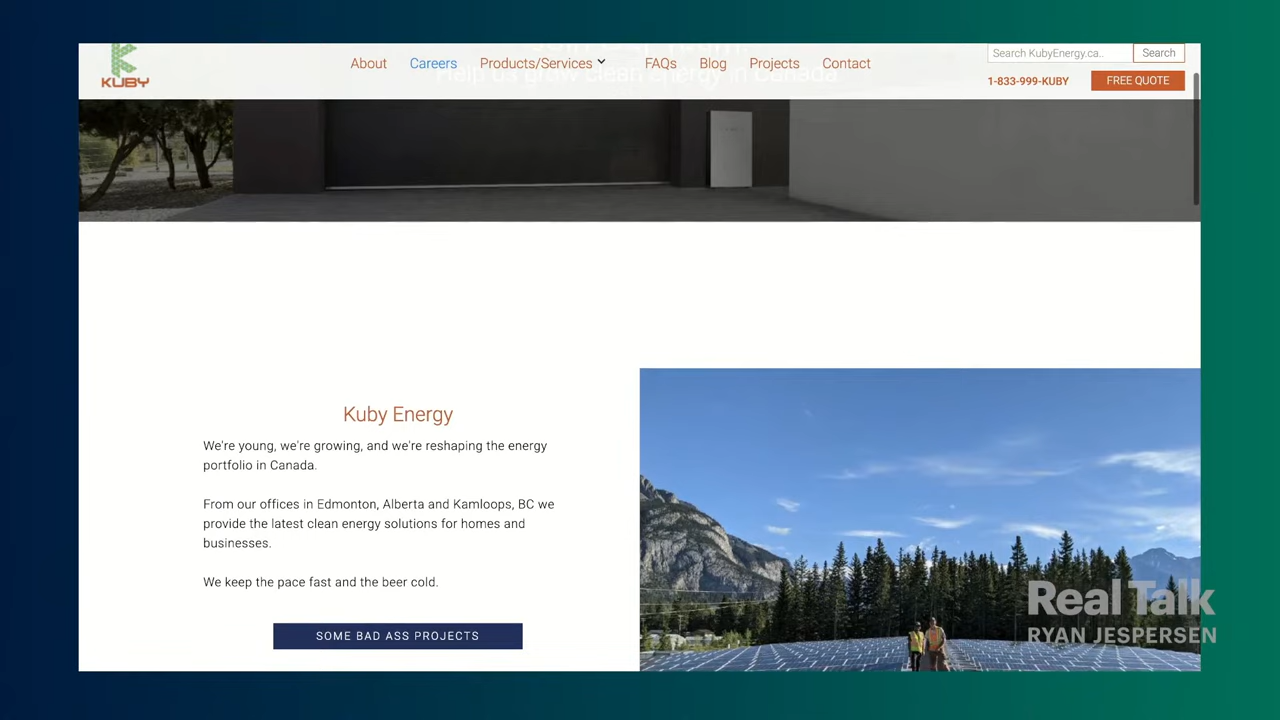 KUBY
About Careers Products/Services FAQs Blog Projects Contact
Search KubyEnergy.ca.. Search
1-833-999-KUBY FREE QUOTE
Help us grow clean energy in Canada
Kuby Energy
We're young, we're growing, and we're reshaping the energy
portfolio in Canada.
From our offices in Edmonton, Alberta and Kamloops, BC we
provide the latest clean energy solutions for homes and
businesses.
We keep the pace fast and the beer cold.
SOME BAD ASS PROJECTS
Real Talk
RYAN JESPERSEN